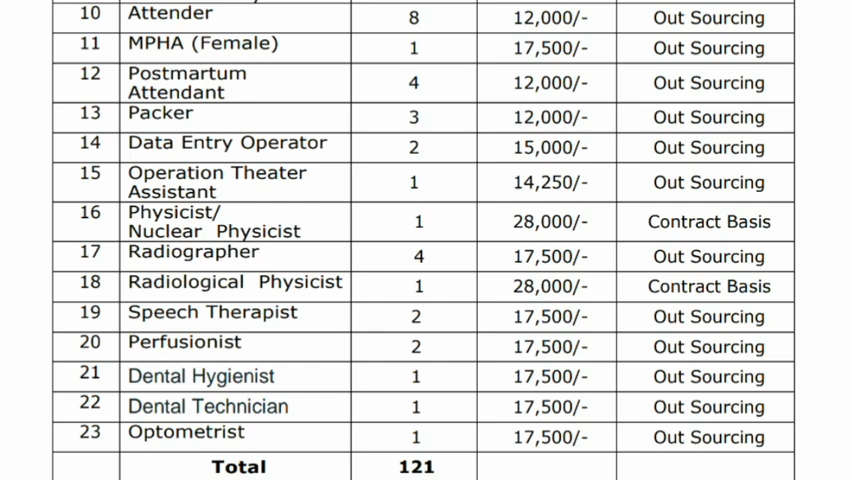 10 Attender 8 12,000/- Out Sourcing
11 MPHA (Female) 1 17,500/- Out Sourcing
12 Postmartum
Attendant 4 12,000/- Out Sourcing
13 Packer 3 12,000/- Out Sourcing
14 Data Entry Operator 2 15,000/- Out Sourcing
15 Operation Theater
Assistant 1 14,250/- Out Sourcing
16 Physicist/
Nuclear Physicist 1 28,000/- Contract Basis
17 Radiographer 4 17,500/- Out Sourcing
18 Radiological Physicist 1 28,000/- Contract Basis
19 Speech Therapist 2 17,500/- Out Sourcing
20 Perfusionist 2 17,500/- Out Sourcing
21 Dental Hygienist 1 17,500/- Out Sourcing
22 Dental Technician 1 17,500/- Out Sourcing
23 Optometrist 1 17,500/- Out Sourcing
Total 121